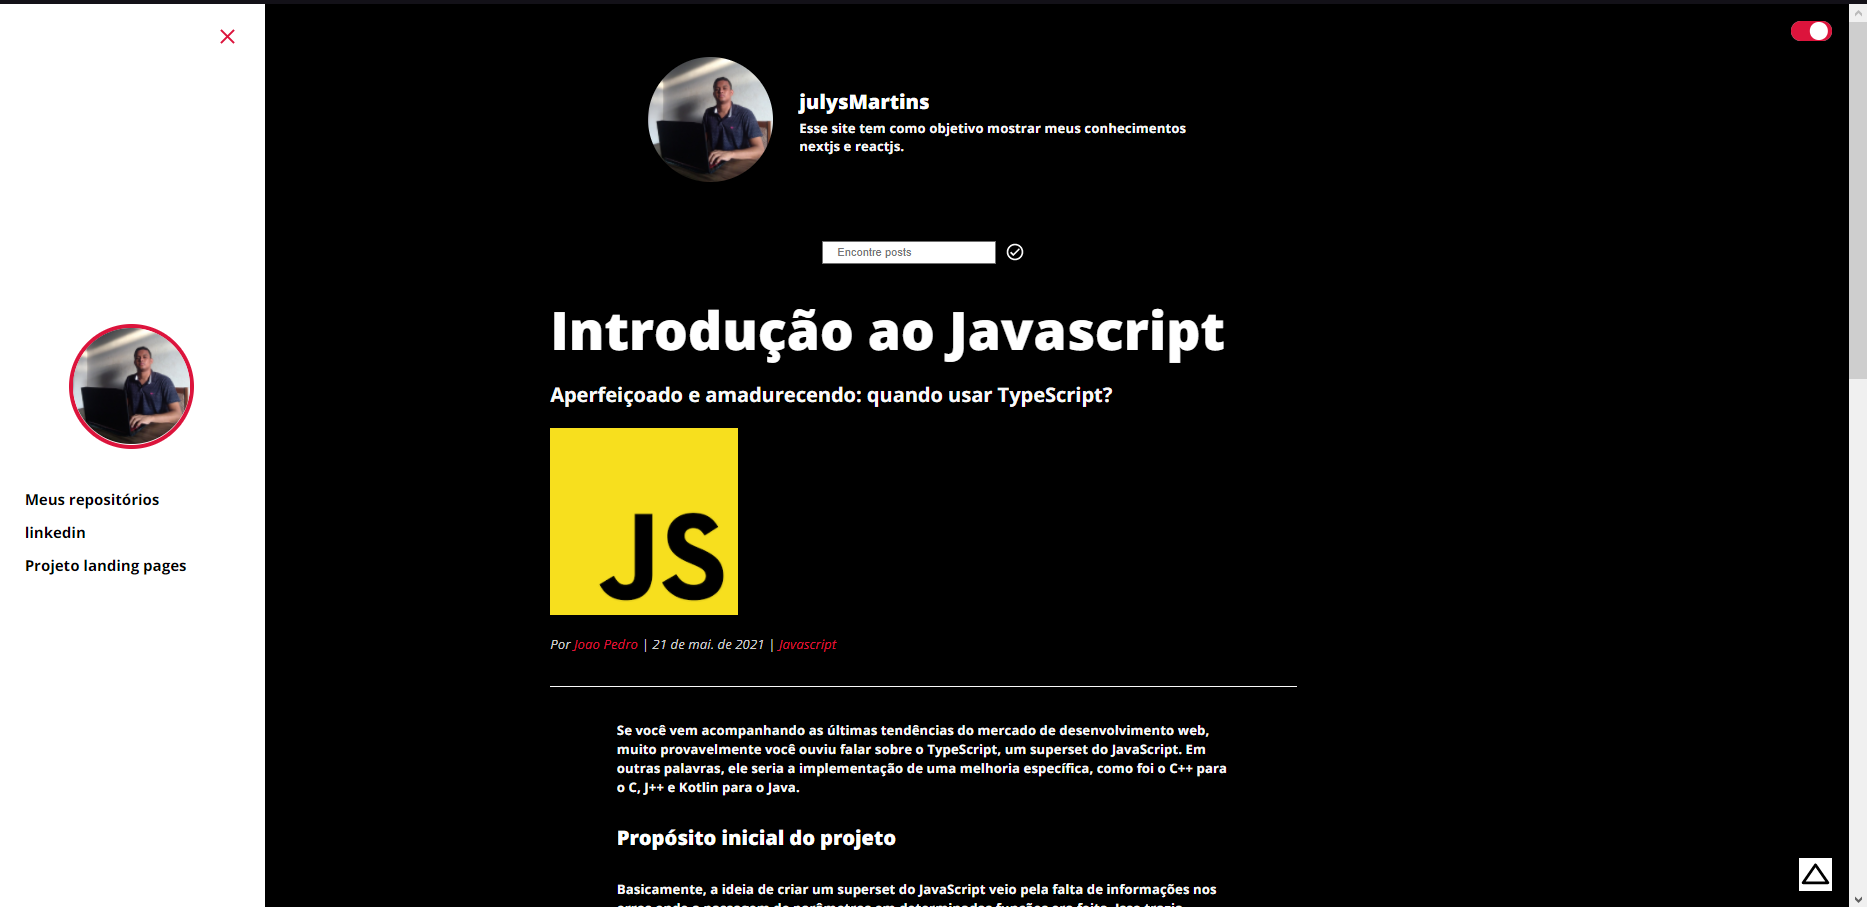 julysMartins
Esse site tem como objetivo mostrar meus conhecimentos
nextjs e reactjs.
Encontre posts
Introdução ao Javascript
Aperfeiçoado e amadurecendo: quando usar TypeScript?
JS
Por Joao Pedro | 21 de mai. de 2021 | Javascript
Meus repositórios
linkedin
Projeto landing pages
Se você vem acompanhando as últimas tendências do mercado de desenvolvimento web,
muito provavelmente você ouviu falar sobre o TypeScript, um superset do JavaScript. Em
outras palavras, ele seria a implementação de uma melhoria específica, como foi o C++ para
o C, J++ e Kotlin para o Java.
Propósito inicial do projeto
Basicamente, a ideia de criar um superset do JavaScript veio pela falta de informações nos